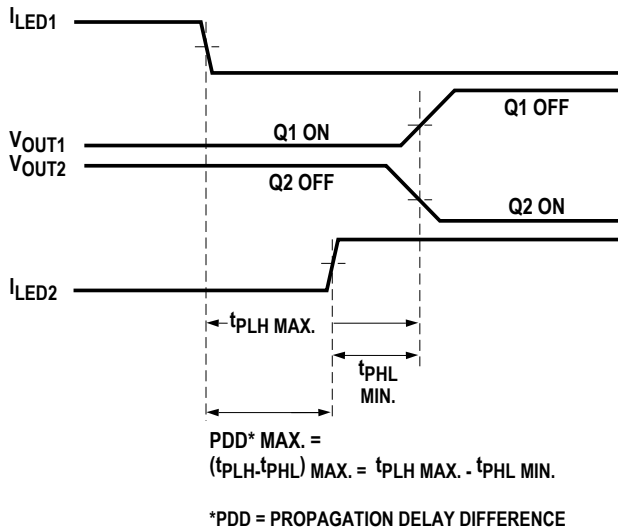 ILED1
Q1 OFF
VOUT1
Q1 ON
VOUT2
Q2 OFF
Q2 ON
ILED2
tPLH MAX.
tPHL
MIN.
PDD* MAX. =
(tPLH-tPHL) MAX. = tPLH MAX. - tPHL MIN.
*PDD = PROPAGATION DELAY DIFFERENCE